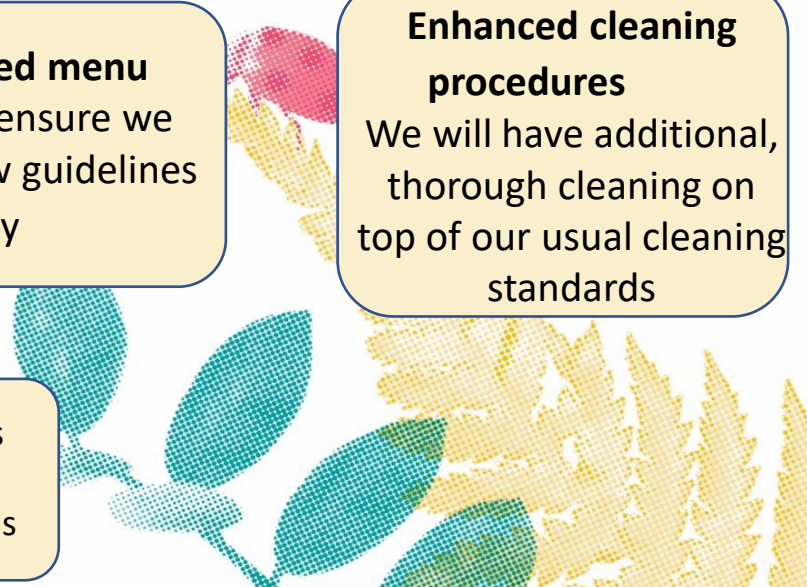 ed menu
ensure we
guidelines
y
Enhanced cleaning
procedures
We will have additional,
thorough cleaning on
top of our usual cleaning
standards
s
s